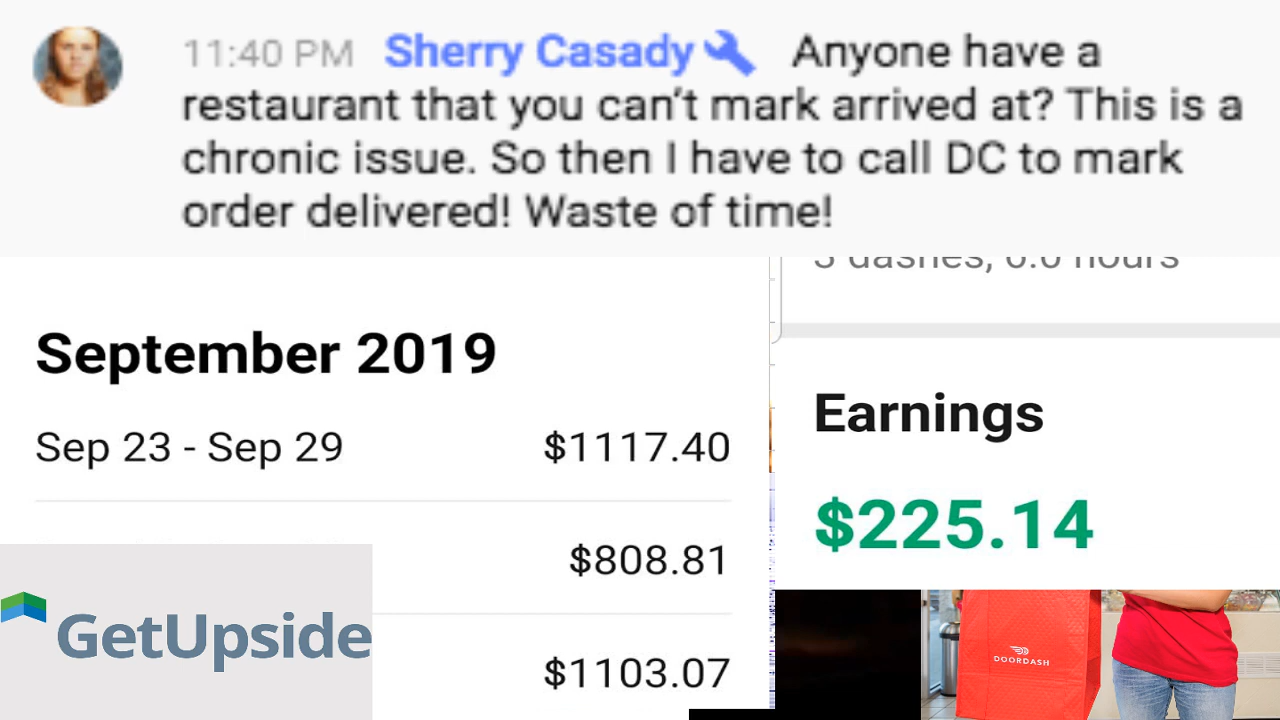 11:40 PM Sherry Casady Anyone have a
restaurant that you can't mark arrived at? This is a
chronic issue. So then I have to call DC to mark
order delivered! Waste of time!
September 2019
Sep 23 - Sep 29 $1117.40
$808.81
$1103.07
GetUpside
dashes, hours
Earnings
$225.14
DOORDASH